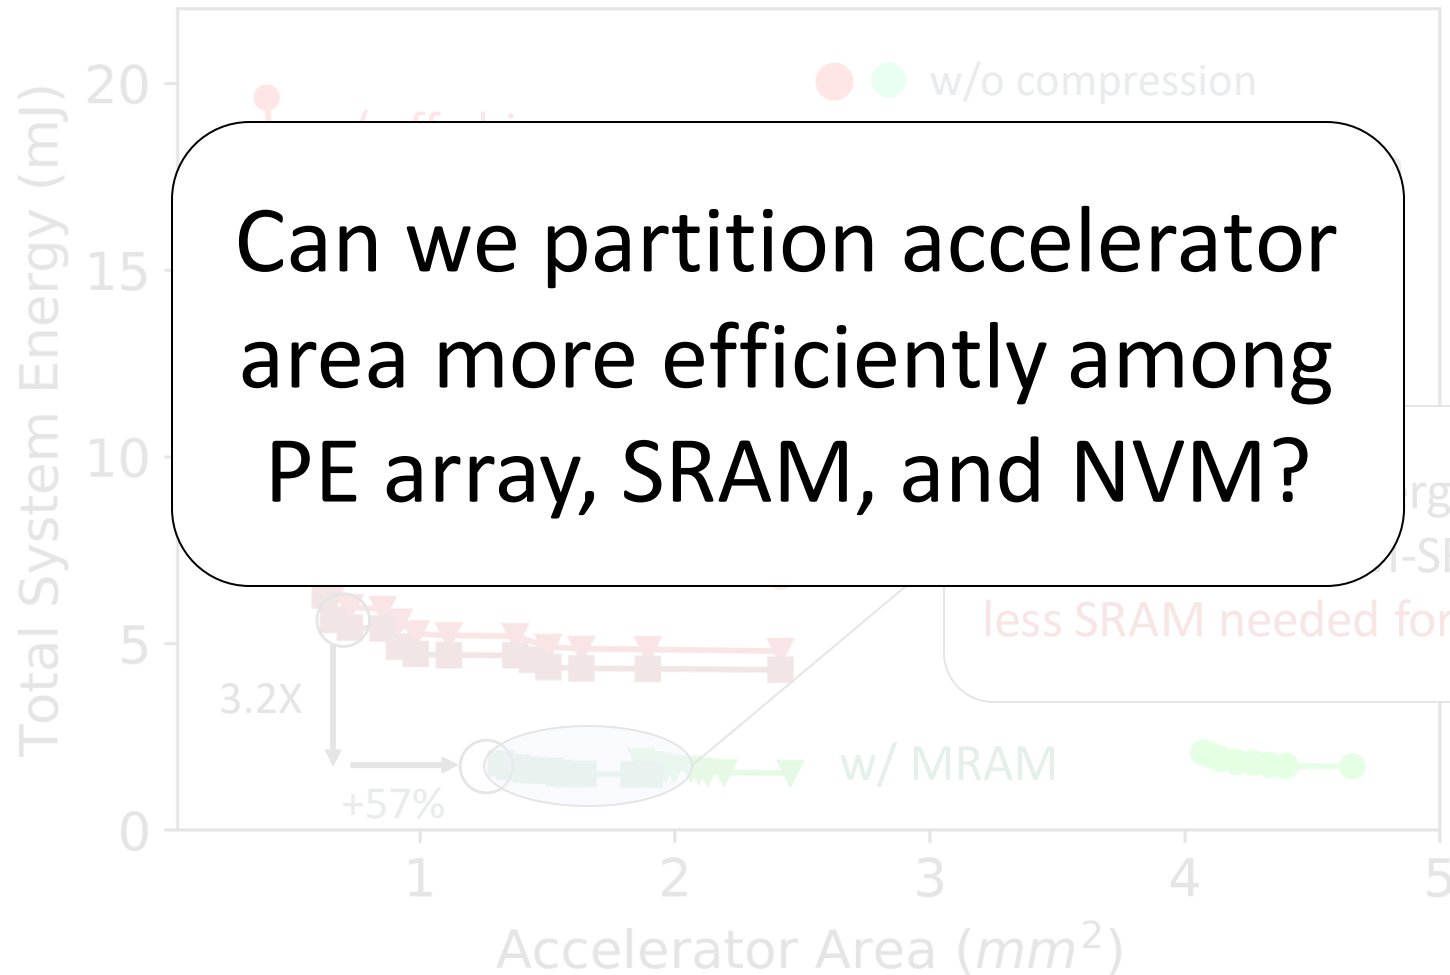 20
w/o compression
Can we partition accelerator
area more efficiently among
PE array, SRAM, and NVM?
15
10
5
0
less SRAM needed for
3.2X
w/ MRAM
+57%
1 2 3 4 5
Accelerator Area (mm²)
Total System Energy (mJ)